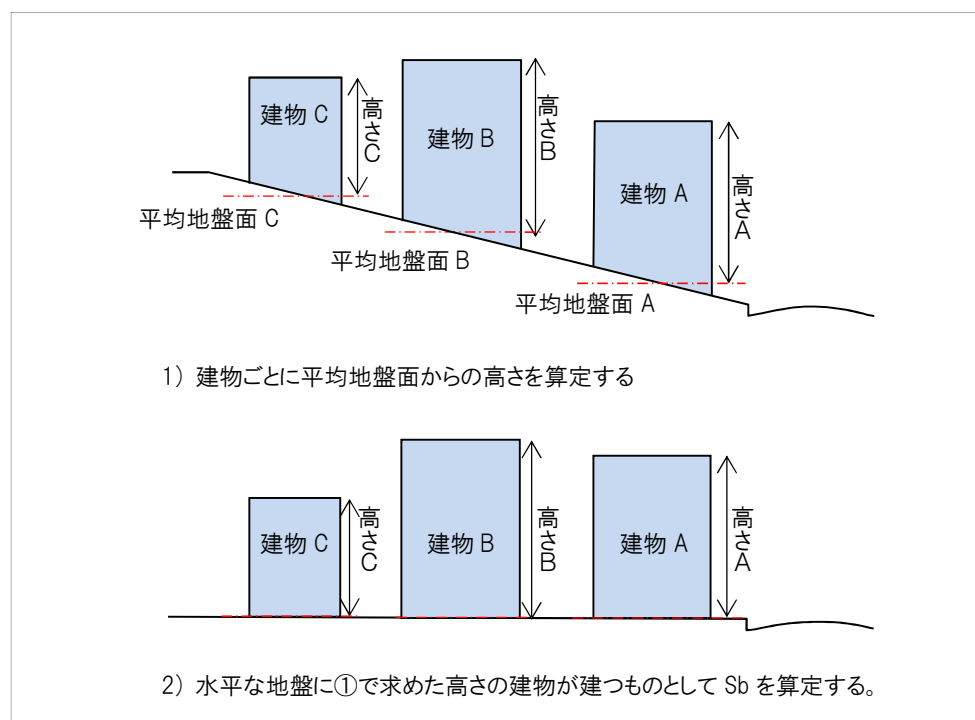 建物 C
高さC
建物 B
高さB
建物 A
高さA
平均地盤面 C
平均地盤面 B
平均地盤面 A
1) 建物ごとに平均地盤面からの高さを算定する
建物 C
高さC
建物 B
高さB
建物 A
高さA
2) 水平な地盤に①で求めた高さの建物が建つものとして Sb を算定する。